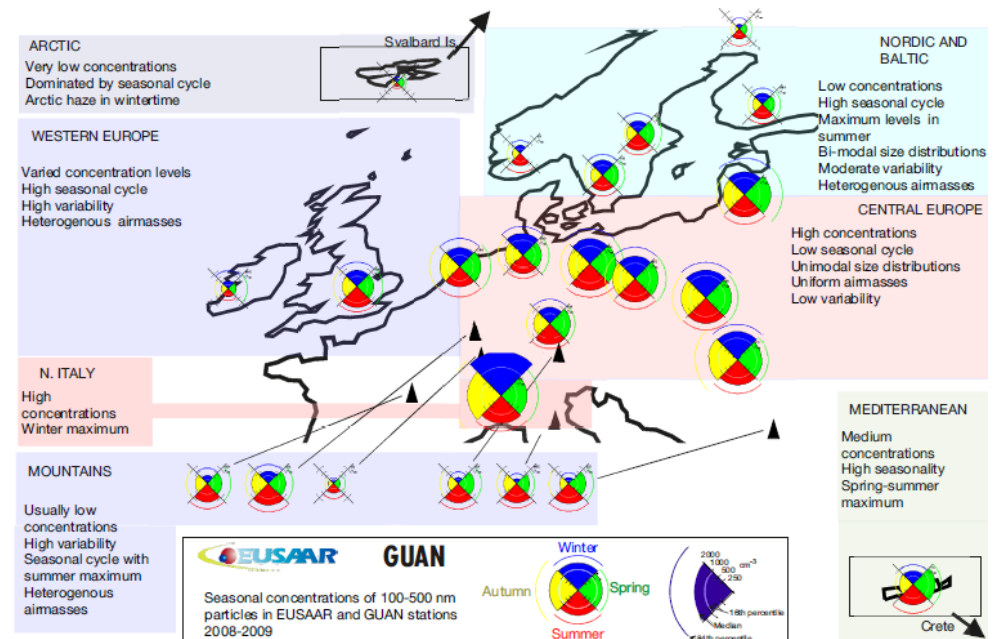 ARCTIC
Very low concentrations
Dominated by seasonal cycle
Arctic haze in wintertime
Svalbard Is
NORDIC AND
BALTIC
Low concentrations
High seasonal cycle
Maximum levels in
summer
Bi-modal size distributions
Moderate variability
Heterogenous airmasses
WESTERN EUROPE
Varied concentration levels
High seasonal cycle
High variability
Heterogenous airmasses
CENTRAL EUROPE
High concentrations
Low seasonal cycle
Unimodal size distributions
Uniform airmasses
Low variability
N. ITALY
High
concentrations
Winter maximum
MEDITERRANEAN
Medium
concentrations
High seasonality
Spring-summer
maximum
Crete
MOUNTAINS
Usually low
concentrations
High variability
Seasonal cycle with
summer maximum
Heterogenous
airmasses
EUSAAR
GUAN
Seasonal concentrations of 100-500 nm
particles in EUSAAR and GUAN stations
2008-2009
Winter
Autumn
Spring
Summer
2000
1000
500
250
cm-3
16th percentile
Median
84th percentile